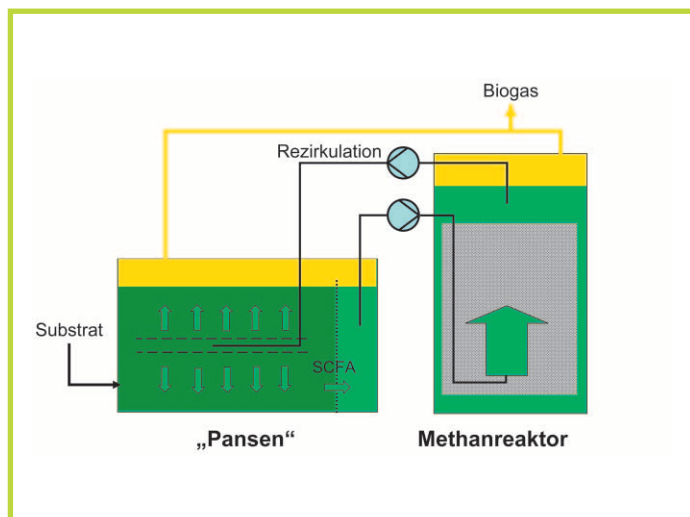 Biogas
Rezirkulation
Substrat
SCFA
„Pansen“
Methanreaktor